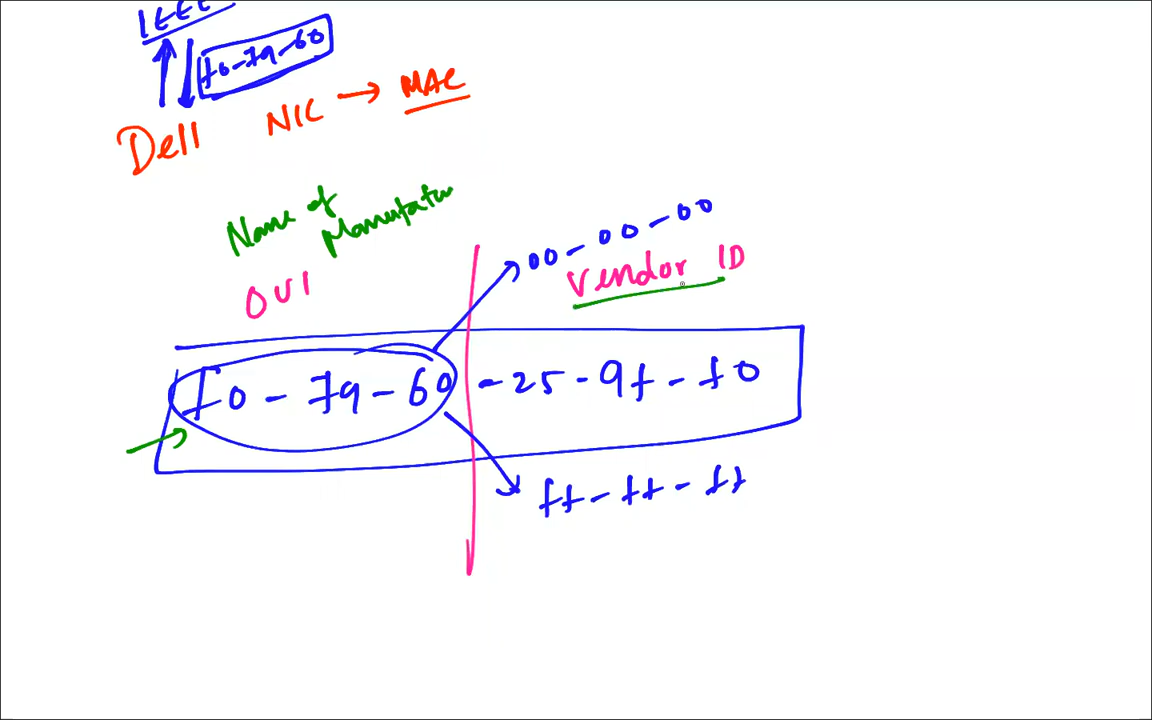 IEEE
f0-79-60
Dell NIC → MAC
Name of
OUI
00-00-00
Vendor ID
f0-79-60-25-9f-f0
ff-ff-ff